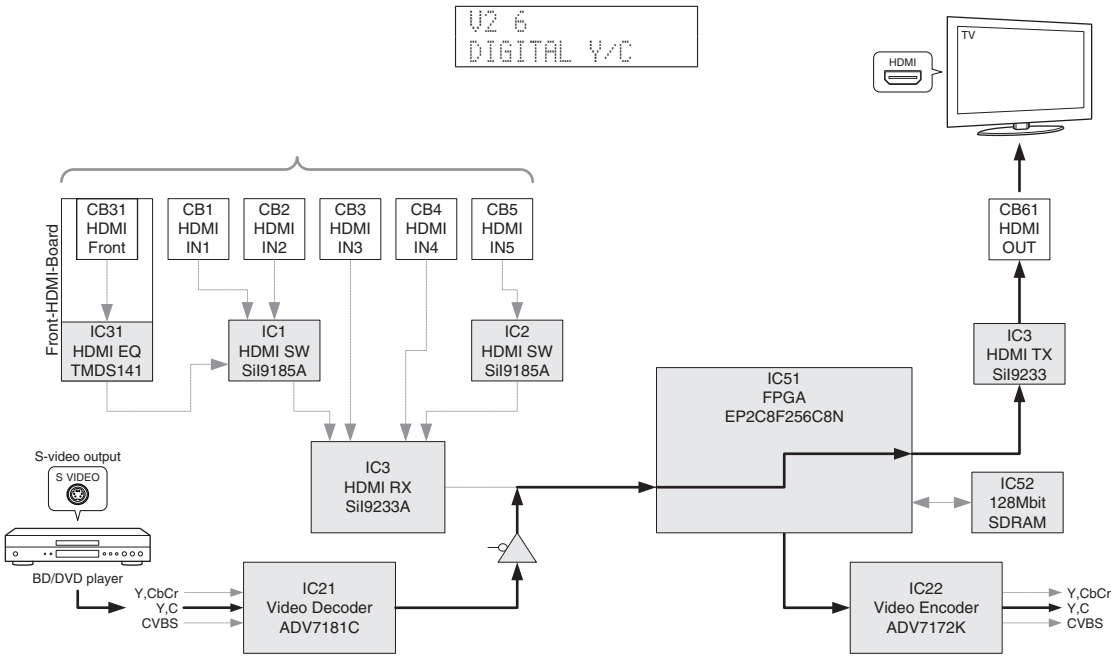 V2 6
DIGITAL Y/C
TV
HDMI
Front-HDMI-Board
CB31
HDMI
Front
CB1
HDMI
IN1
CB2
HDMI
IN2
CB3
HDMI
IN3
CB4
HDMI
IN4
CB5
HDMI
IN5
CB61
HDMI
OUT
IC31
HDMI EQ
TMDS141
IC1
HDMI SW
SiI9185A
IC2
HDMI SW
SiI9185A
IC3
HDMI TX
SiI9233
IC51
FPGA
EP2C8F256C8N
IC3
HDMI RX
SiI9233A
IC52
128Mbit
SDRAM
S-video output
S VIDEO
BD/DVD player
Y,CbCr
Y,C
CVBS
IC21
Video Decoder
ADV7181C
IC22
Video Encoder
ADV7172K
Y,CbCr
Y,C
CVBS